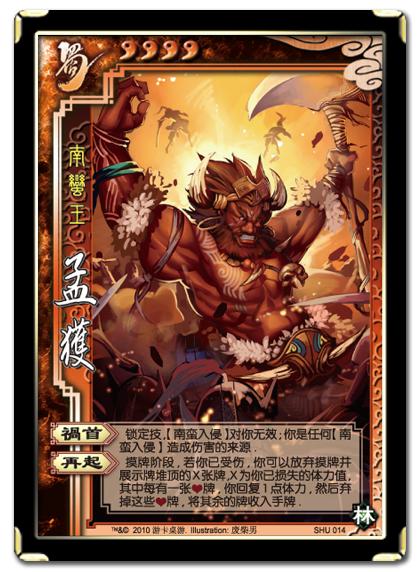 蜀
南蠻王
孟獲
禍首 锁定技,【南蛮入侵】对你无效;你是任何【南
蛮入侵】造成伤害的来源.
再起 摸牌阶段,若你已受伤,你可以放弃摸牌并
展示牌堆顶的X张牌,X为你已损失的体力值,
其中每有一张♥牌,你回复1点体力,然后弃
掉这些♥牌,将其余的牌收入手牌.
™&© 2010 游卡桌游. Illustration: 废柴男 SHU 014
林